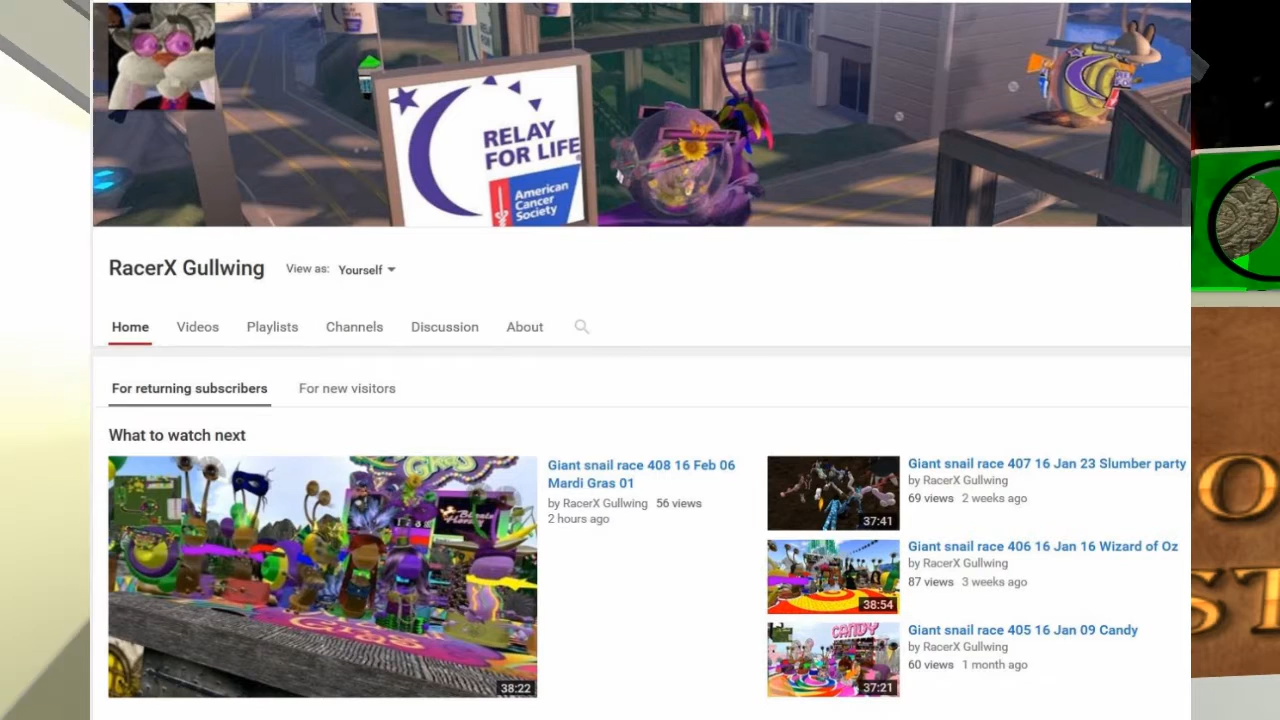 RELAY
FOR LIFE
American
Cancer
Society
RacerX Gullwing View as: Yourself
Home Videos Playlists Channels Discussion About
For returning subscribers For new visitors
What to watch next
Giant snail race 408 16 Feb 06
Mardi Gras 01
by RacerX Gullwing 56 views
2 hours ago
38:22
Giant snail race 407 16 Jan 23 Slumber party
by RacerX Gullwing
69 views 2 weeks ago
37:41
Giant snail race 406 16 Jan 16 Wizard of Oz
by RacerX Gullwing
87 views 3 weeks ago
38:54
Giant snail race 405 16 Jan 09 Candy
by RacerX Gullwing
60 views 1 month ago
CANDY
37:21
O
ST